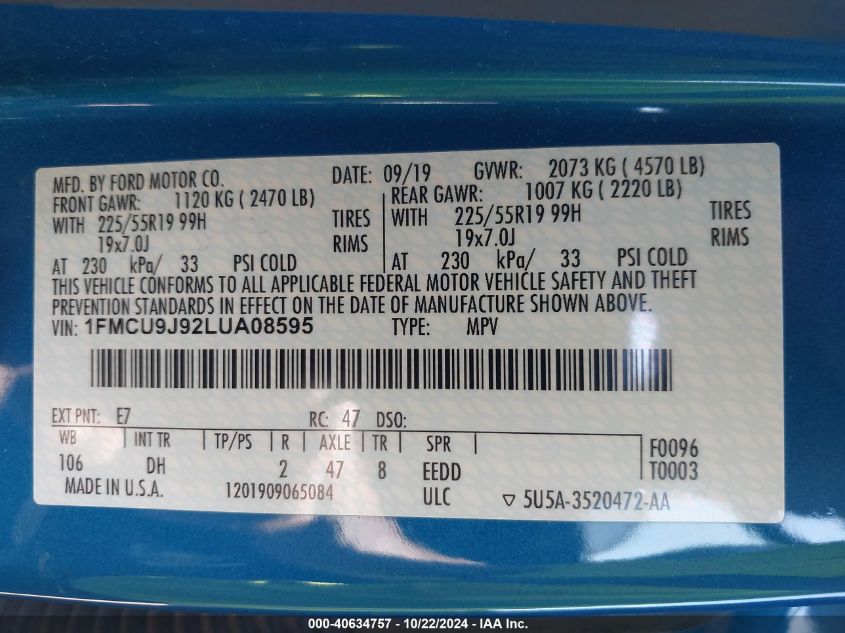 MFD. BY FORD MOTOR CO. DATE: 09/19 GVWR: 2073 KG ( 4570 LB)
FRONT GAWR: 1120 KG ( 2470 LB) REAR GAWR: 1007 KG ( 2220 LB)
WITH 225/55R19 99H TIRES WITH 225/55R19 99H TIRES
19x7.0J RIMS 19x7.0J RIMS
AT 230 kPa/ 33 PSI COLD AT 230 kPa/ 33 PSI COLD
THIS VEHICLE CONFORMS TO ALL APPLICABLE FEDERAL MOTOR VEHICLE SAFETY AND THEFT
PREVENTION STANDARDS IN EFFECT ON THE DATE OF MANUFACTURE SHOWN ABOVE.
VIN: 1FMCU9J92LUA08595 TYPE: MPV
EXT PNT: E7 RC: 47 DSO:
WB INT TR TP/PS R AXLE TR SPR F0096
106 DH 2 47 8 EEDD T0003
MADE IN U.S.A. 1201909065084 ULC ▽ 5U5A-3520472-AA
000-40634757 - 10/22/2024 - IAA Inc.